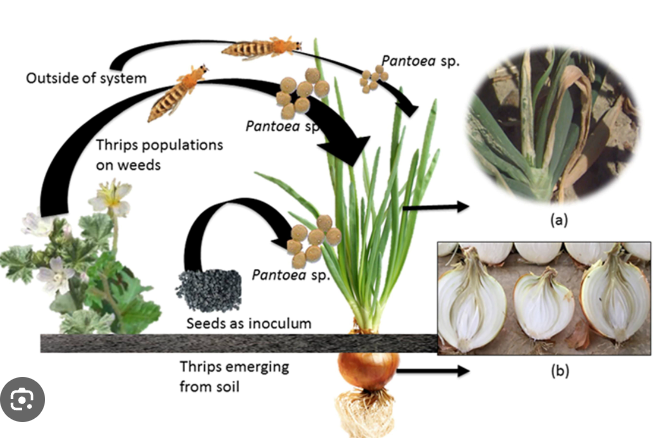 Pantoea sp.
Outside of system
Pantoea sp
Thrips populations
on weeds
(a)
Pantoea sp.
Seeds as inoculum
Thrips emerging
from soil
(b)